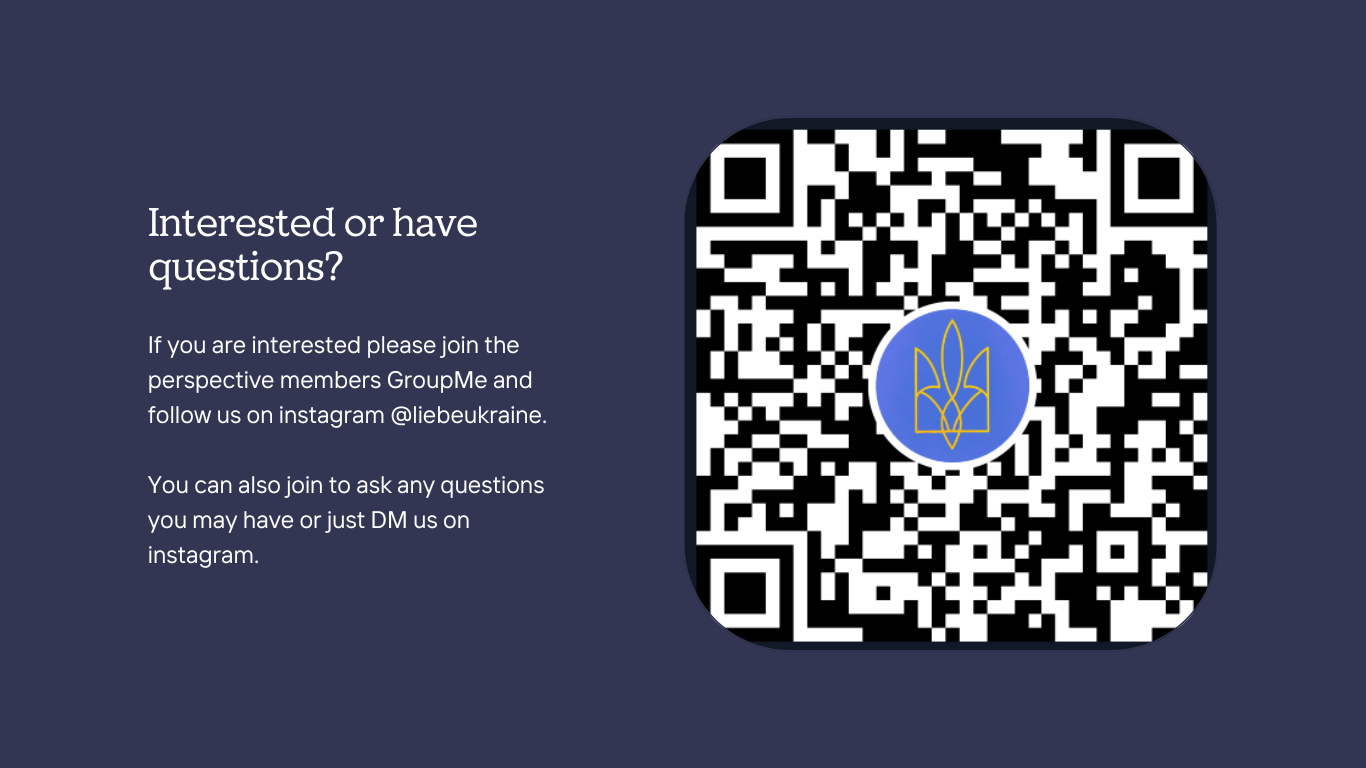 Interested or have
questions?
If you are interested please join the
perspective members GroupMe and
follow us on instagram @liebeukraine.
You can also join to ask any questions
you may have or just DM us on
instagram.